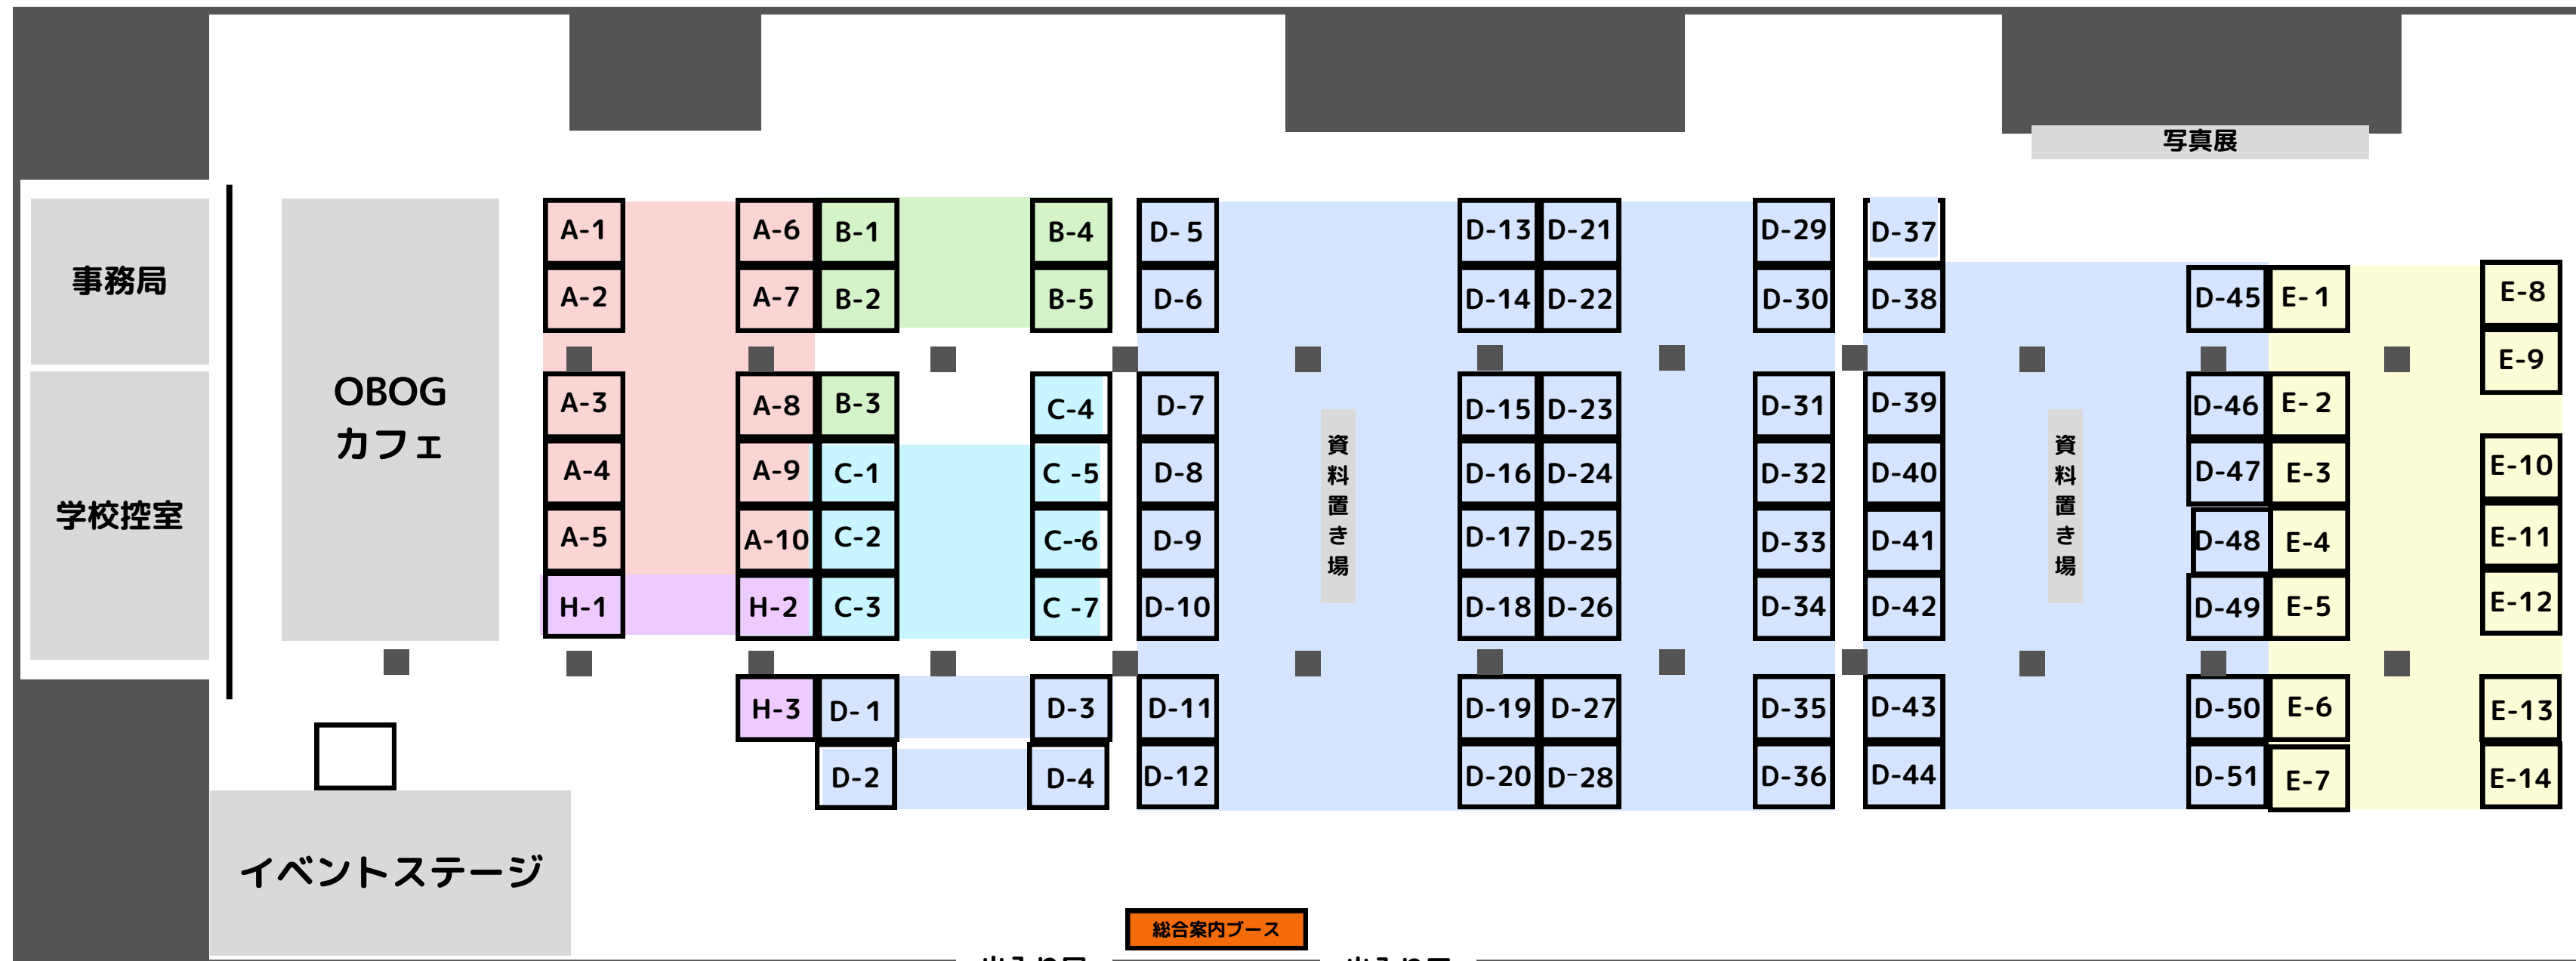 写真展
A-1 A-6 B-1 B-4 D- 5 D-13 D-21 D-29 D-37
A-2 A-7 B-2 B-5 D-6 D-14 D-22 D-30 D-38 D-45 E- 1 E-8
E-9
A-3 A-8 B-3 C-4 D-7 D-15 D-23 D-31 D-39 D-46 E- 2
A-4 A-9 C-1 C -5 D-8 D-16 D-24 D-32 D-40 D-47 E-3 E-10
A-5 A-10 C-2 C--6 D-9 D-17 D-25 D-33 D-41 D-48 E-4 E-11
H-1 H-2 C-3 C -7 D-10 D-18 D-26 D-34 D-42 D-49 E-5 E-12
H-3 D- 1 D-3 D-11 D-19 D-27 D-35 D-43 D-50 E-6 E-13
D-2 D-4 D-12 D-20 D-28 D-36 D-44 D-51 E-7 E-14
事務局
学校控室
OBOG
カフェ
資料置き場
資料置き場
イベントステージ
総合案内ブース